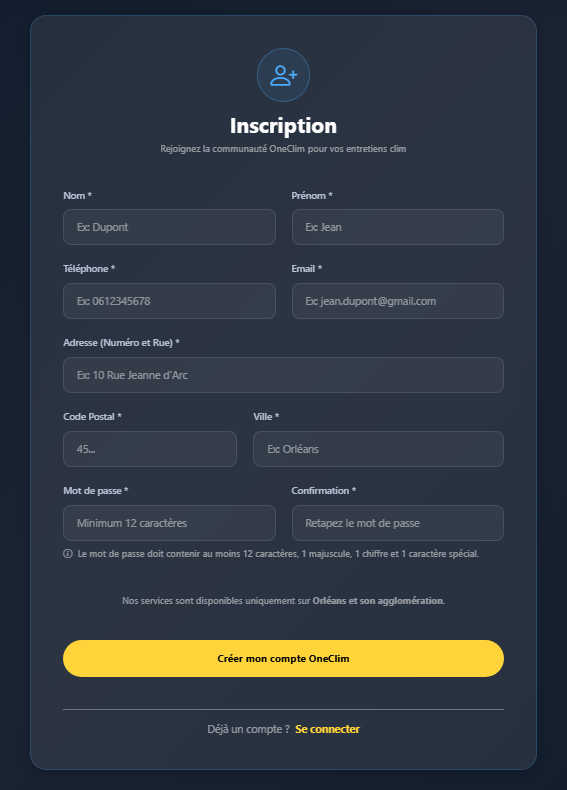 Inscription
Rejoignez la communauté OneClim pour vos entretiens clim
Nom *
Prénom *
Ex: Dupont
Ex: Jean
Téléphone *
Email *
Ex: 0612345678
Ex: jean.dupont@gmail.com
Adresse (Numéro et Rue) *
Ex: 10 Rue Jeanne d'Arc
Code Postal *
Ville *
45...
Ex: Orléans
Mot de passe *
Confirmation *
Minimum 12 caractères
Retapez le mot de passe
Le mot de passe doit contenir au moins 12 caractères, 1 majuscule, 1 chiffre et 1 caractère spécial.
Nos services sont disponibles uniquement sur Orléans et son agglomération.
Créer mon compte OneClim
Déjà un compte ? Se connecter